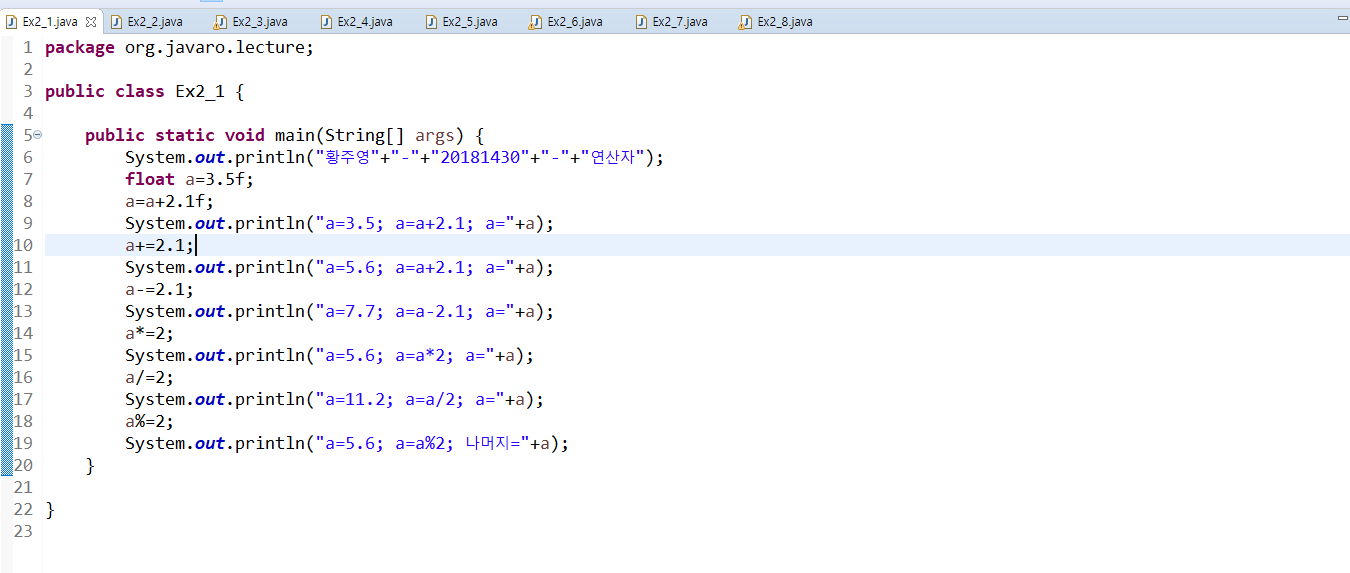 Ex2_1.java Ex2_2.java Ex2_3.java Ex2_4.java Ex2_5.java Ex2_6.java Ex2_7.java Ex2_8.java
1 package org.javaro.lecture;
2
3 public class Ex2_1 {
4
5 public static void main(String[] args) {
6 System.out.println("황주영"+"-"+"20181430"+"-"+"연산자");
7 float a=3.5f;
8 a=a+2.1f;
9 System.out.println("a=3.5; a=a+2.1; a="+a);
10 a+=2.1;
11 System.out.println("a=5.6; a=a+2.1; a="+a);
12 a-=2.1;
13 System.out.println("a=7.7; a=a-2.1; a="+a);
14 a*=2;
15 System.out.println("a=5.6; a=a*2; a="+a);
16 a/=2;
17 System.out.println("a=11.2; a=a/2; a="+a);
18 a%=2;
19 System.out.println("a=5.6; a=a%2; 나머지="+a);
20 }
21
22 }
23